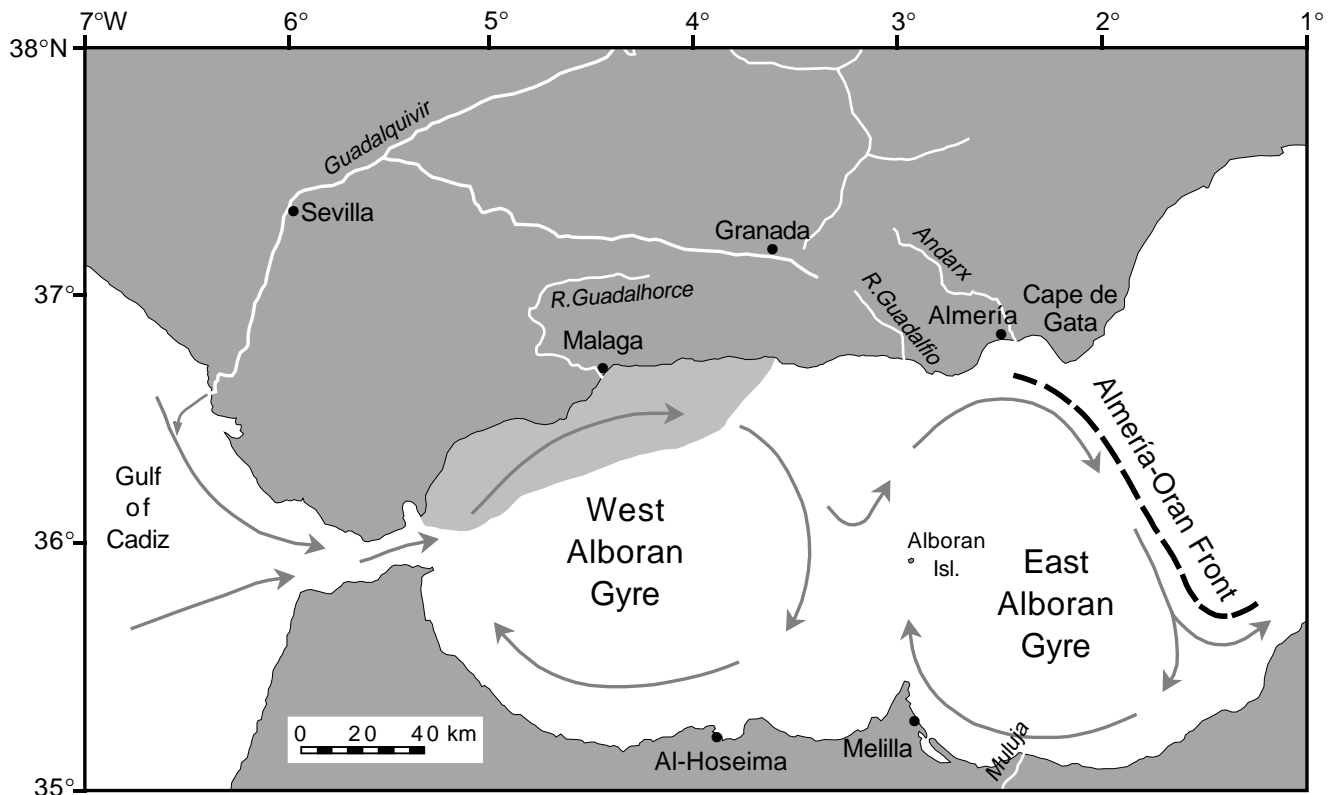 7°W 6° 5° 4° 3° 2° 1°
38°N
37°
36°
35°
Guadalquivir
Sevilla
Granada
Andarx
R.Guadalhorce
R.Guadalfio
Cape de
Gata
Almería
Malaga
Almería-Oran Front
Gulf
of
Cadiz
West
Alboran
Gyre
Alboran
Isl.
East
Alboran
Gyre
0 20 40 km
Al-Hoseima
Melilla
Muluja